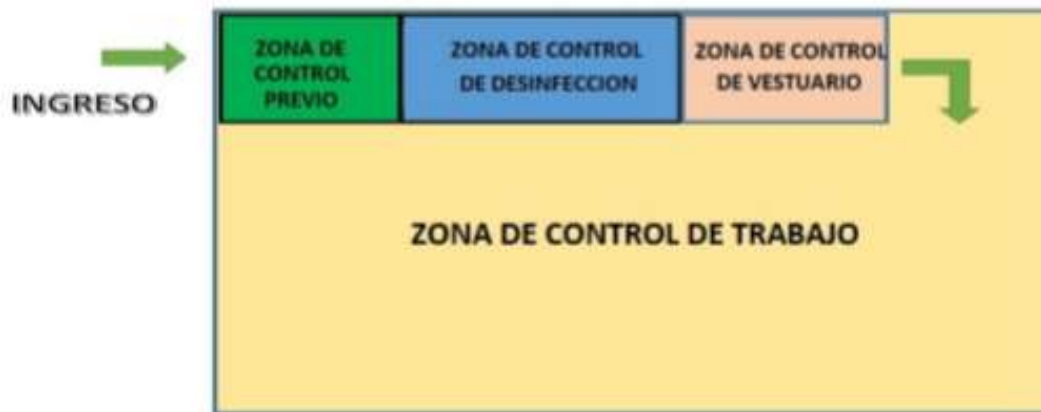 INGRESO
ZONA DE
CONTROL
PREVIO
ZONA DE CONTROL
DE DESINFECCION
ZONA DE CONTROL
DE VESTUARIO
ZONA DE CONTROL DE TRABAJO